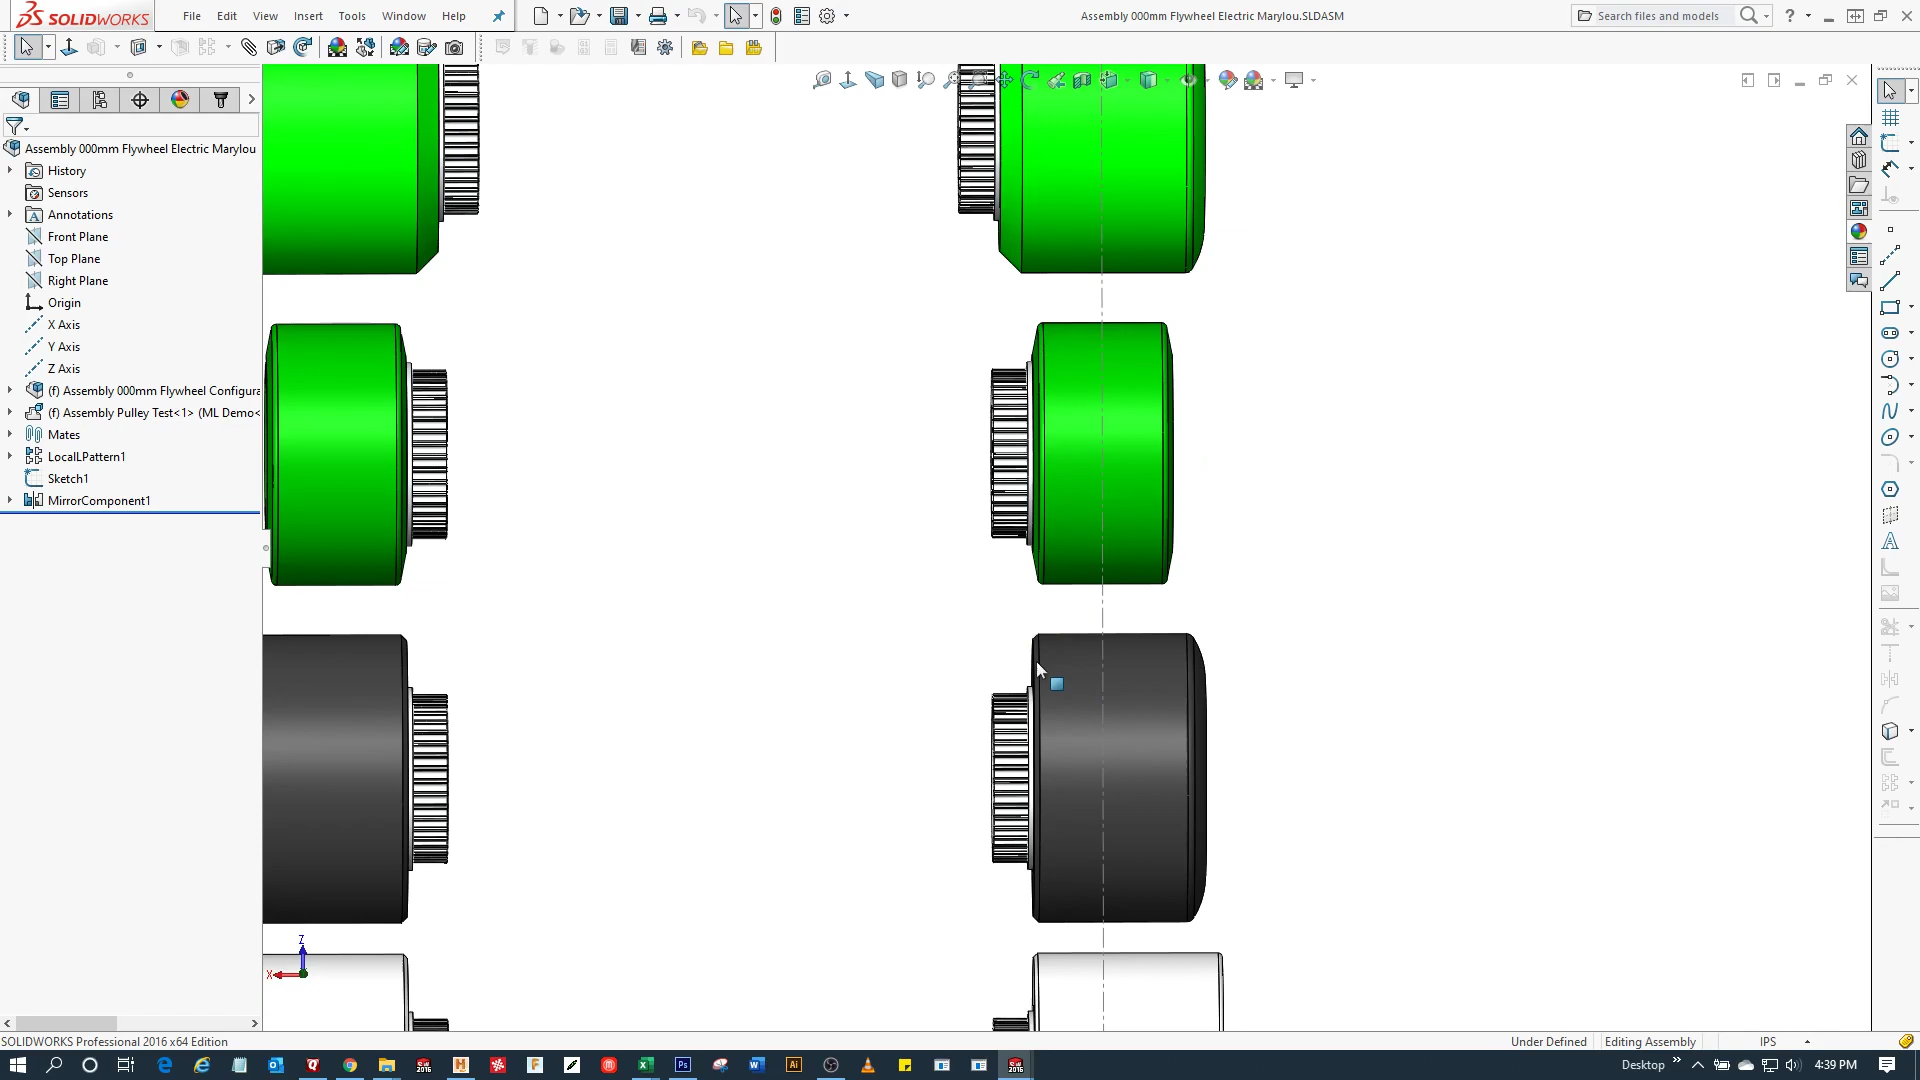 SOLIDWORKS
File Edit View Insert Tools Window Help
Assembly 000mm Flywheel Electric Marylou.SLDASM
Search files and models
Assembly 000mm Flywheel Electric Marylou
History
Sensors
Annotations
Front Plane
Top Plane
Right Plane
Origin
X Axis
Y Axis
Z Axis
(f) Assembly 000mm Flywheel Configura
(f) Assembly Pulley Test<1> (ML Demo<
Mates
LocalLPattern1
Sketch1
MirrorComponent1
Z
X
SOLIDWORKS Professional 2016 x64 Edition
Under Defined
Editing Assembly
IPS
Desktop
4:39 PM